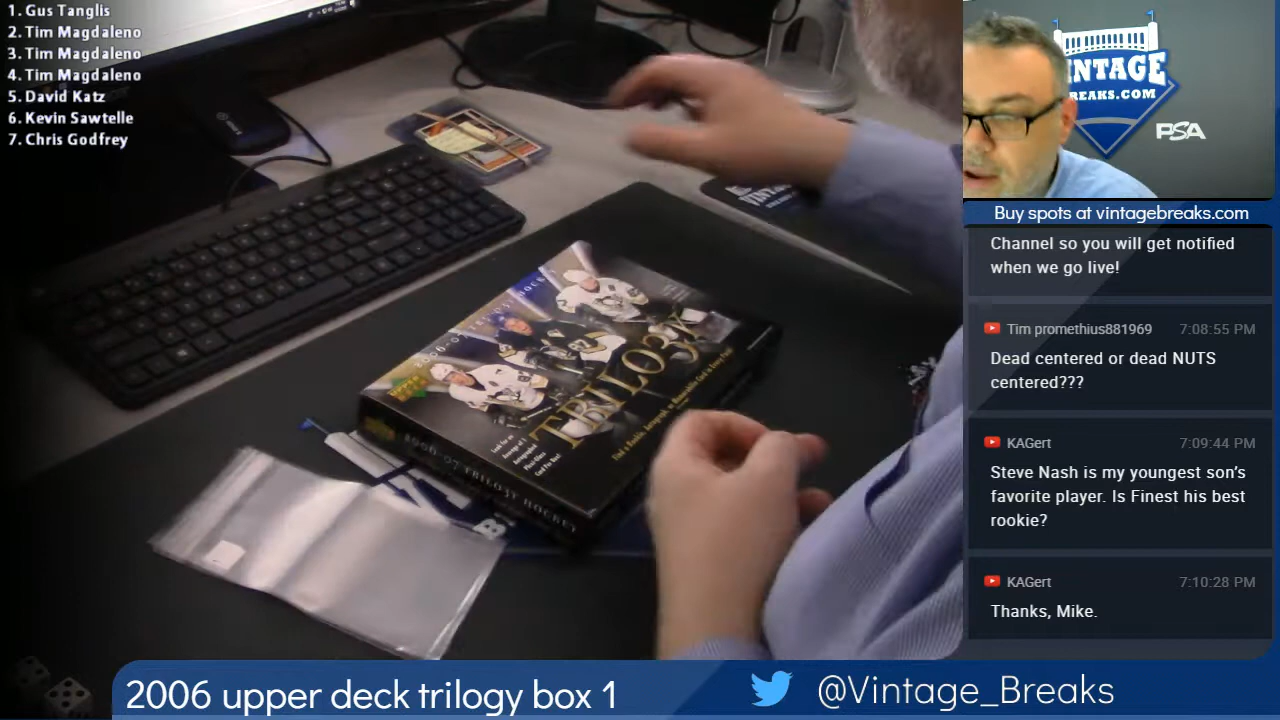 1. Gus Tanglis
2. Tim Magdaleno
3. Tim Magdaleno
4. Tim Magdaleno
5. David Katz
6. Kevin Sawtelle
7. Chris Godfrey
VINTAGE
BREAKS.COM
PSA
Buy spots at vintagebreaks.com
Channel so you will get notified
when we go live!
Tim promethius881969 7:08:55 PM
Dead centered or dead NUTS
centered???
KAGert 7:09:44 PM
Steve Nash is my youngest son's
favorite player. Is Finest his best
rookie?
KAGert 7:10:28 PM
Thanks, Mike.
TRILOGY
2006-07 TRILOGY HOCKEY
2006 upper deck trilogy box 1
@Vintage_Breaks